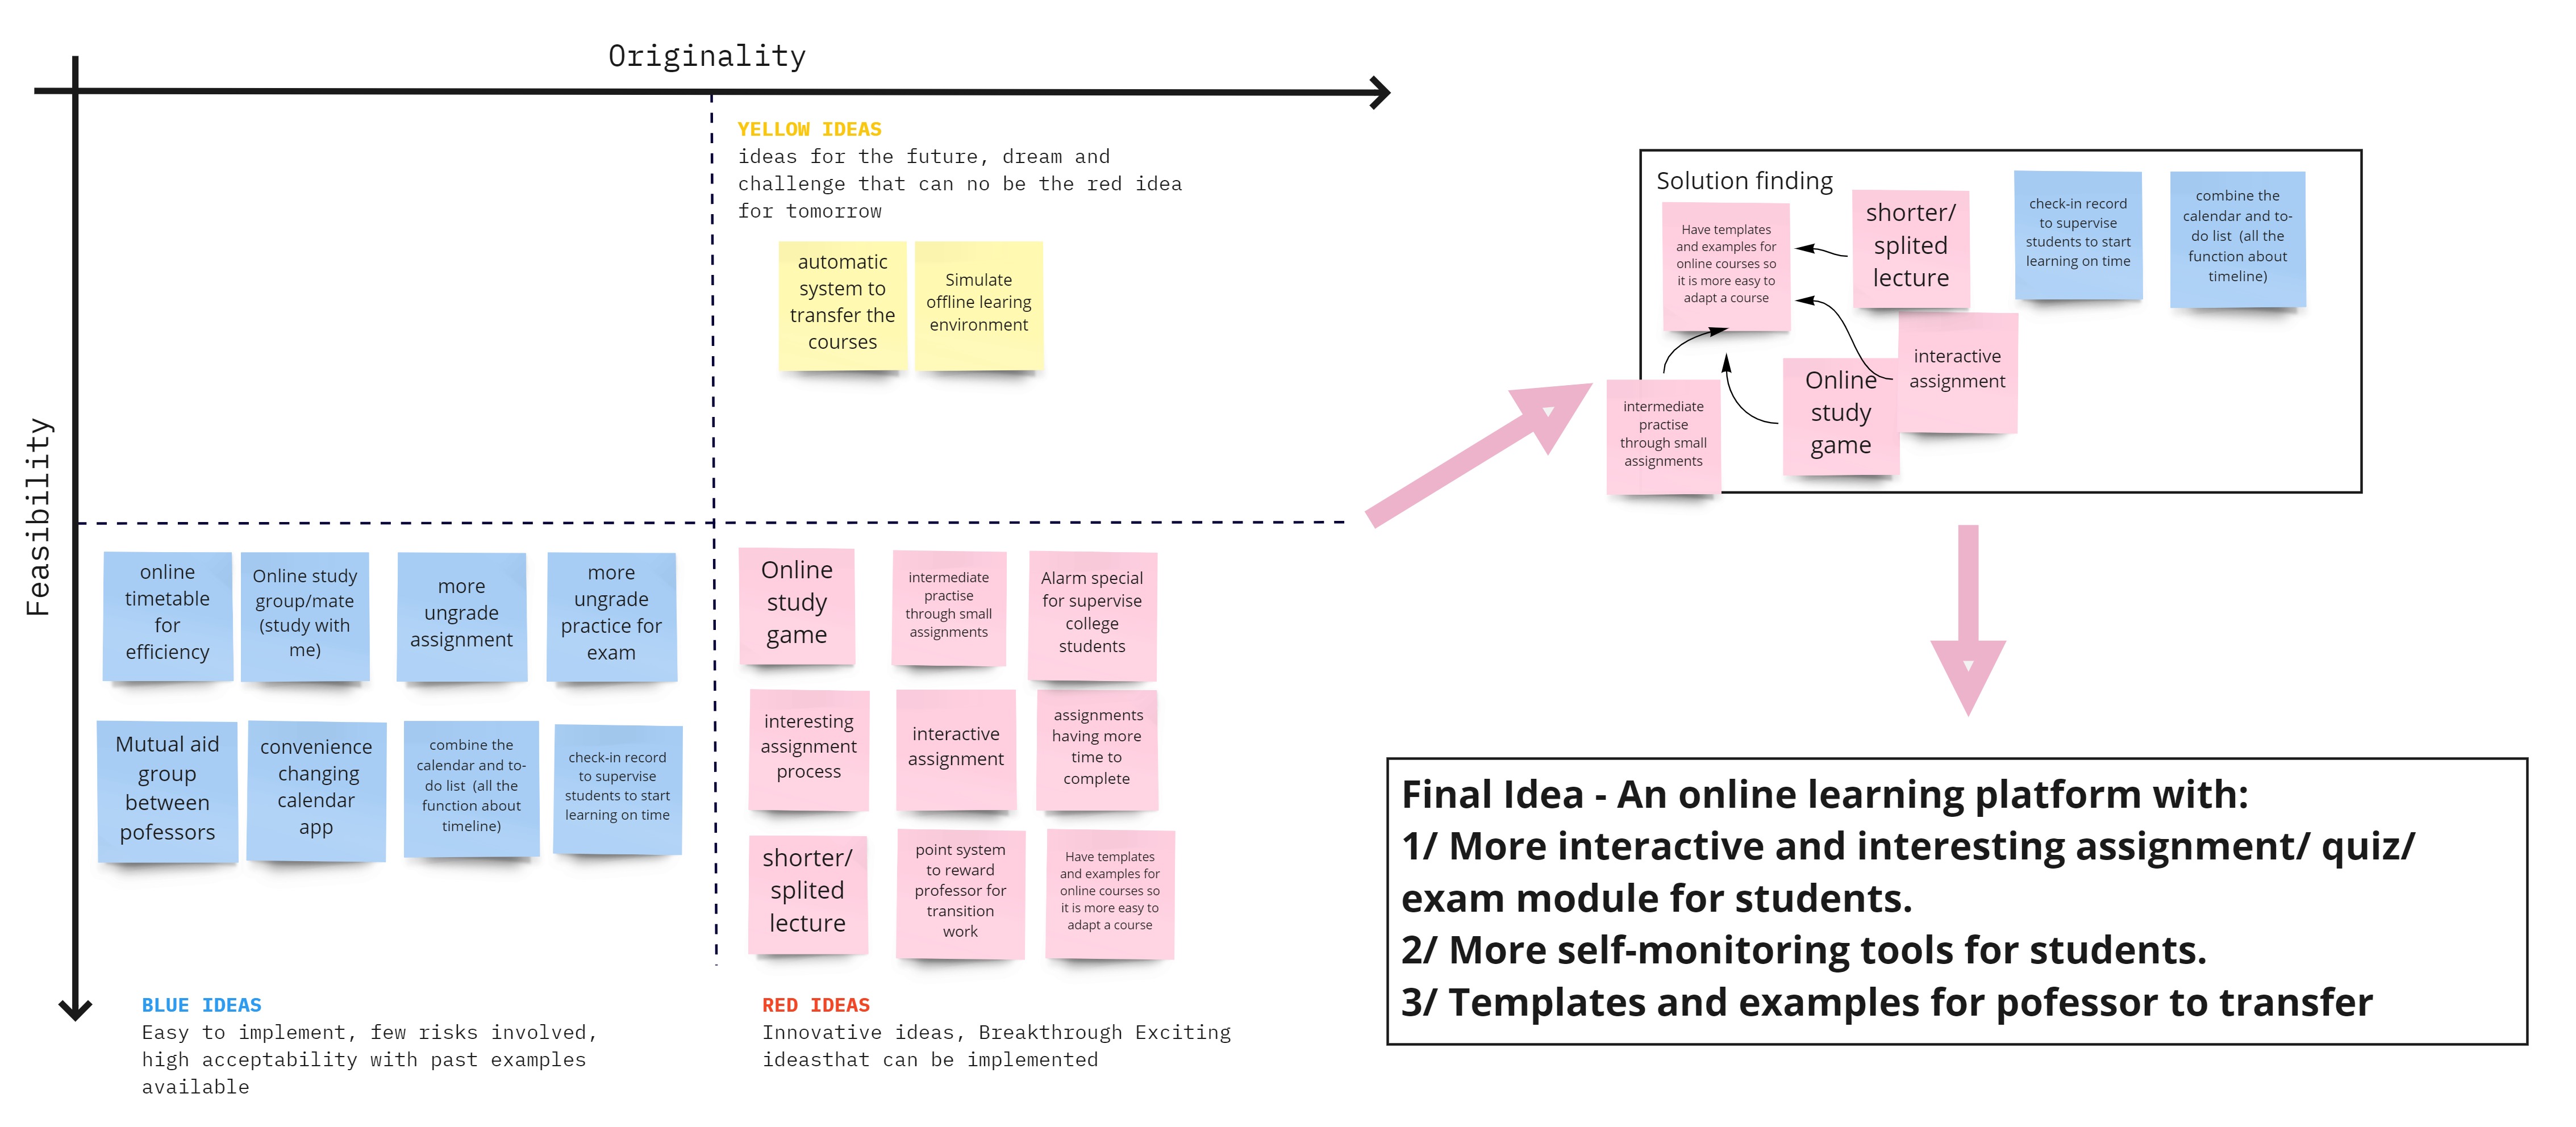 Originality
Feasibility
YELLOW IDEAS
ideas for the future, dream and
challenge that can no be the red idea
for tomorrow
automatic
system to
transfer the
courses
Simulate
offline learing
environment
online
timetable
for
efficiency
Online study
group/mate
(study with
me)
more
ungrade
assignment
more
ungrade
practice for
exam
Mutual aid
group
between
pofessors
convenience
changing
calendar
app
combine the
calendar and to-
do list (all the
function about
timeline)
check-in record
to supervise
students to start
learning on time
BLUE IDEAS
Easy to implement, few risks involved,
high acceptability with past examples
available
Online
study
game
intermediate
practise
through small
assignments
Alarm special
for supervise
college
students
interesting
assignment
process
interactive
assignment
assignments
having more
time to
complete
shorter/
splited
lecture
point system
to reward
professor for
transition
work
Have templates
and examples for
online courses so
it is more easy to
adapt a course
RED IDEAS
Innovative ideas, Breakthrough Exciting
ideasthat can be implemented
Solution finding
Have templates
and examples for
online courses so
it is more easy to
adapt a course
shorter/
splited
lecture
check-in record
to supervise
students to start
learning on time
combine the
calendar and to-
do list (all the
function about
timeline)
intermediate
practise
through small
assignments
Online
study
game
interactive
assignment
Final Idea - An online learning platform with:
1/ More interactive and interesting assignment/ quiz/
exam module for students.
2/ More self-monitoring tools for students.
3/ Templates and examples for pofessor to transfer